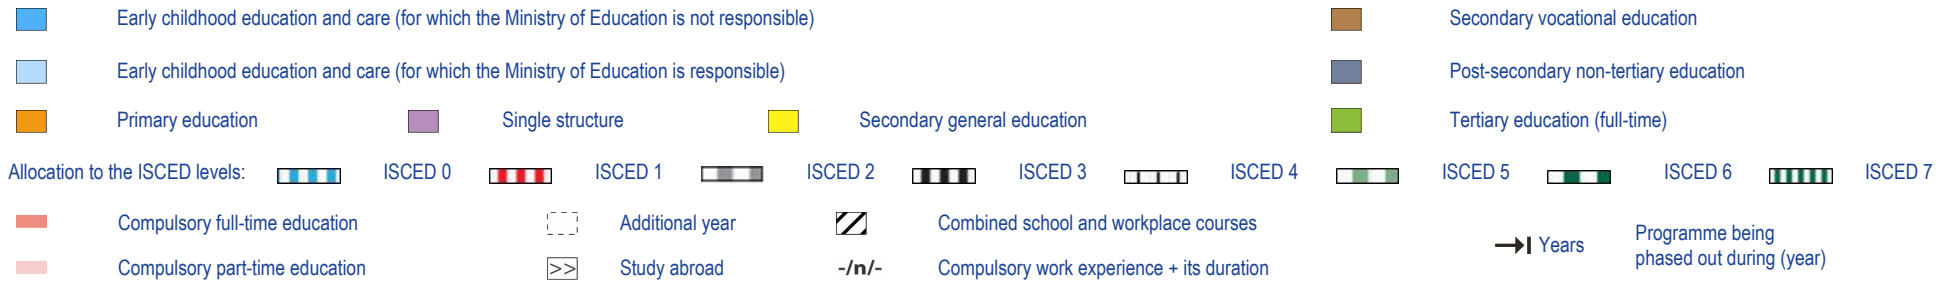 Early childhood education and care (for which the Ministry of Education is not responsible)
Secondary vocational education
Early childhood education and care (for which the Ministry of Education is responsible)
Post-secondary non-tertiary education
Primary education
Single structure
Secondary general education
Tertiary education (full-time)
Allocation to the ISCED levels: ISCED 0 ISCED 1 ISCED 2 ISCED 3 ISCED 4 ISCED 5 ISCED 6 ISCED 7
Compulsory full-time education
Additional year
Combined school and workplace courses
Years
Programme being
phased out during (year)
Compulsory part-time education
>> Study abroad
-/n/- Compulsory work experience + its duration